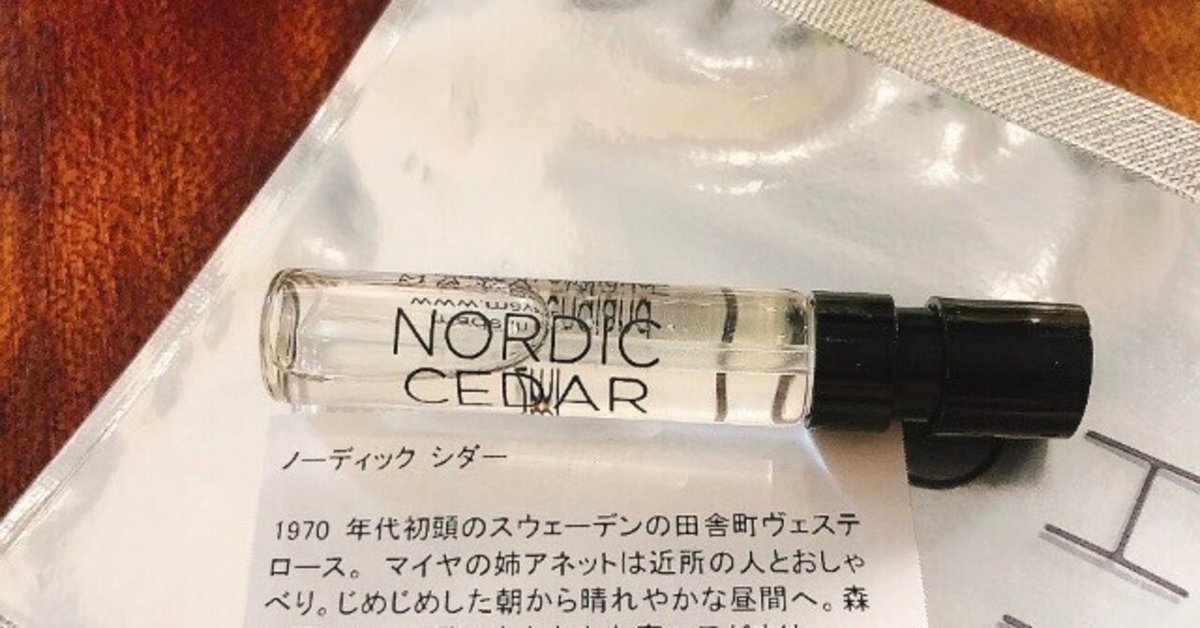 NORDIC
CEDAR
ノーディック シダー
1970 年代初頭のスウェーデンの田舎町ヴェステ
ロース。 マイヤの姉アネットは近所の人とおしゃ
べり。じめじめした朝から晴れやかな昼間へ。森
H